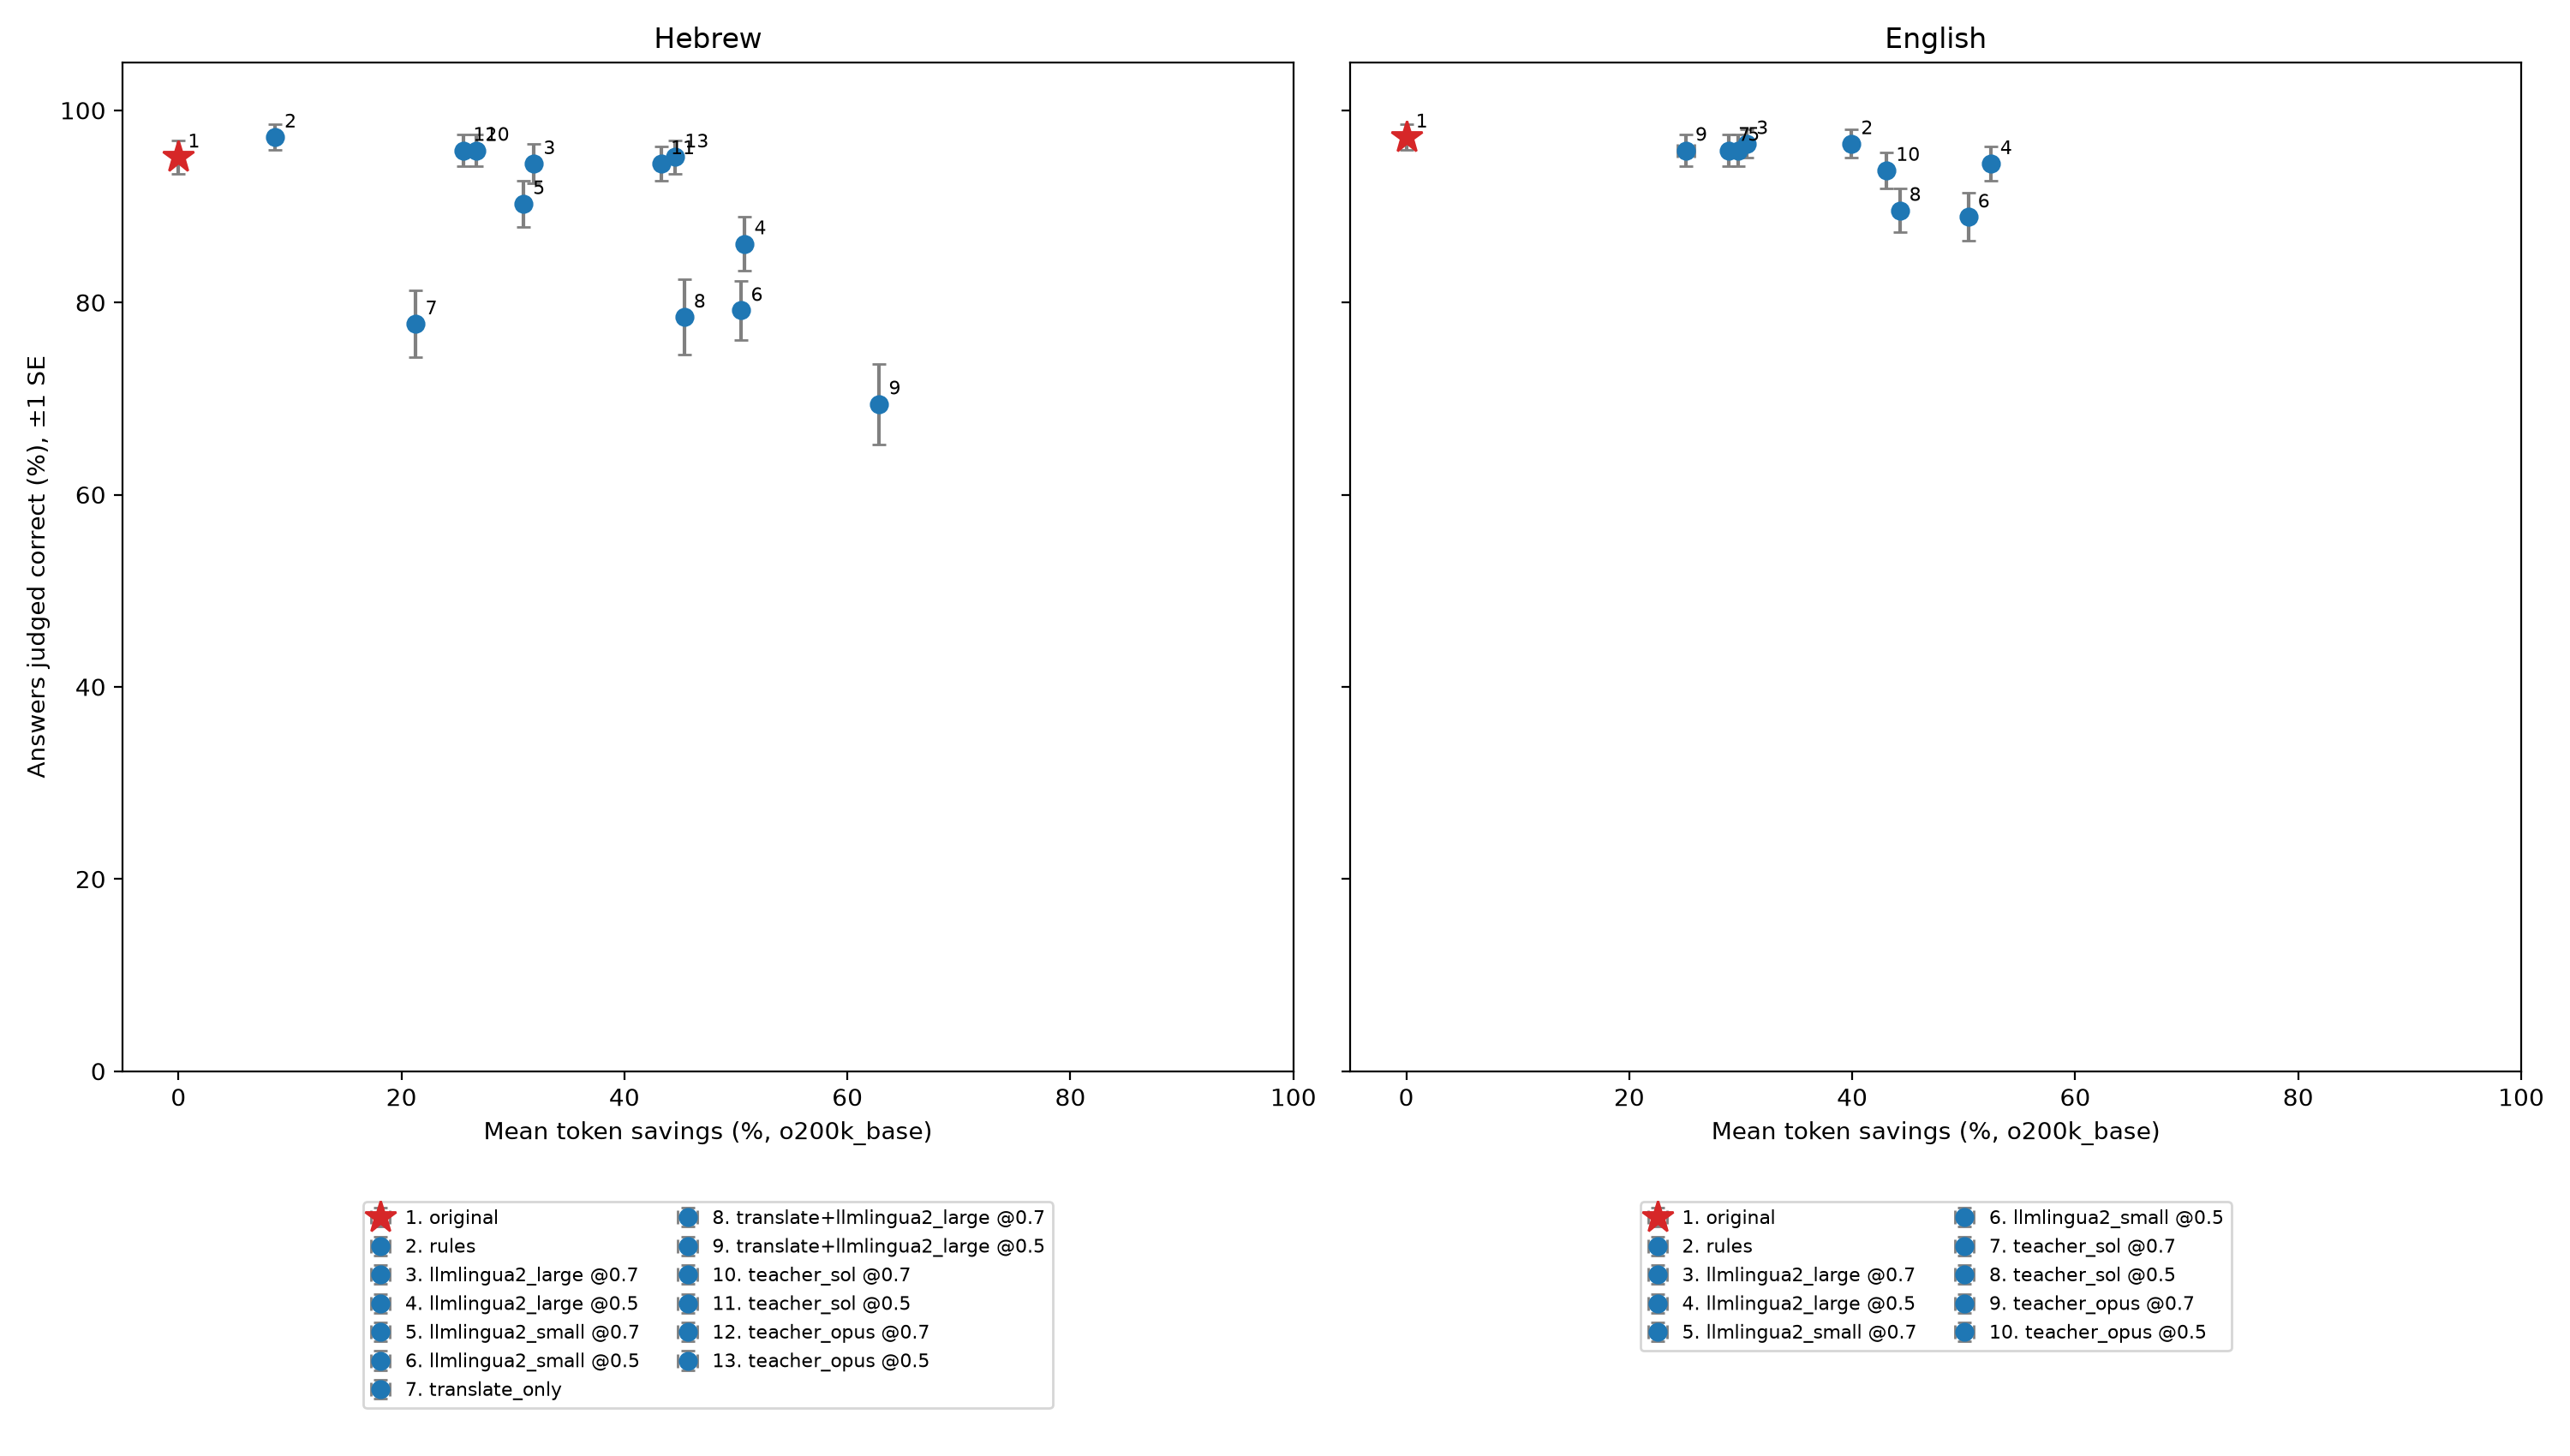 Hebrew
English
Answers judged correct (%), ±1 SE
100
80
60
40
20
0
1
2
12
10
3
5
7
11
13
4
8
6
9
0
20
40
60
80
100
Mean token savings (%, o200k_base)
1
9
7
5
3
2
10
8
4
6
0
20
40
60
80
100
Mean token savings (%, o200k_base)
1. original
2. rules
3. llmlingua2_large @0.7
4. llmlingua2_large @0.5
5. llmlingua2_small @0.7
6. llmlingua2_small @0.5
7. translate_only
8. translate+llmlingua2_large @0.7
9. translate+llmlingua2_large @0.5
10. teacher_sol @0.7
11. teacher_sol @0.5
12. teacher_opus @0.7
13. teacher_opus @0.5
1. original
2. rules
3. llmlingua2_large @0.7
4. llmlingua2_large @0.5
5. llmlingua2_small @0.7
6. llmlingua2_small @0.5
7. teacher_sol @0.7
8. teacher_sol @0.5
9. teacher_opus @0.7
10. teacher_opus @0.5